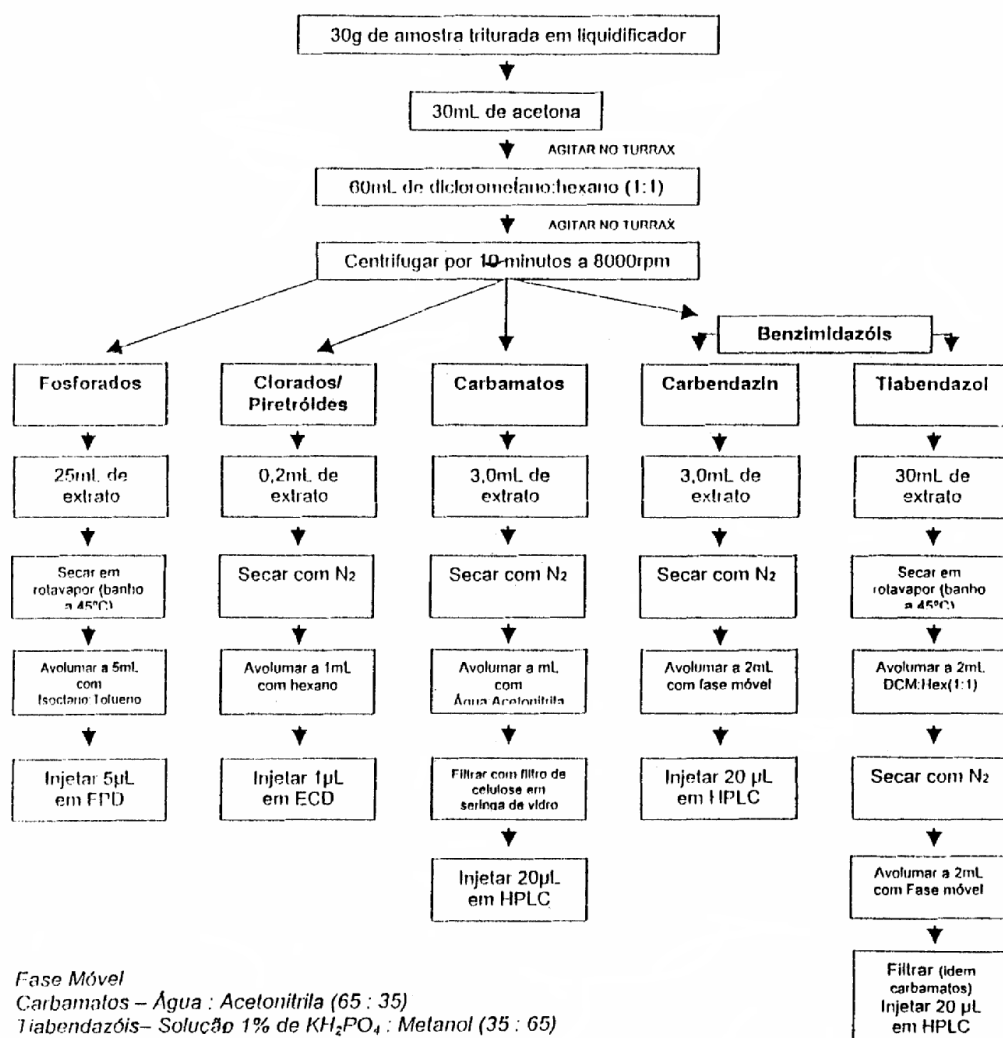 30g de amostra triturada em liquidificador
30mL de acetona
AGITAR NO TURRAX
60mL de diclorometano:hexano (1:1)
AGITAR NO TURRAX
Centrifugar por 10 minutos a 8000rpm
Benzimidazóis
Fosforados
Clorados/
Piretróides
Carbamatos
Carbendazin
Tiabendazol
25mL de
extrato
0,2mL de
extrato
3,0mL de
extrato
3,0mL de
extrato
30mL de
extrato
Secar em
rotavapor (banho
a 45ºC)
Secar com N₂
Secar com N₂
Secar com N₂
Secar em
rotavapor (banho
a 45ºC)
Avolumar a 5mL
com
Isoctano:Tolueno
Avolumar a 1mL
com hexano
Avolumar a mL
com
Água Acetonitrila
Avolumar a 2mL
com fase móvel
Avolumar a 2mL
DCM:Hex(1:1)
Injetar 5µL
em FPD
Injetar 1µL
em ECD
Filtrar com filtro de
celulose em
seringa de vidro
Injetar 20 µL
em HPLC
Secar com N₂
Injetar 20µL
em HPLC
Avolumar a 2mL
com Fase móvel
Filtrar (idem
carbamatos)
Injetar 20 µL
em HPLC
Fase Móvel
Carbamatos – Água : Acetonitrila (65 : 35)
Tiabendazóis– Solução 1% de KH₂PO₄ : Metanol (35 : 65)